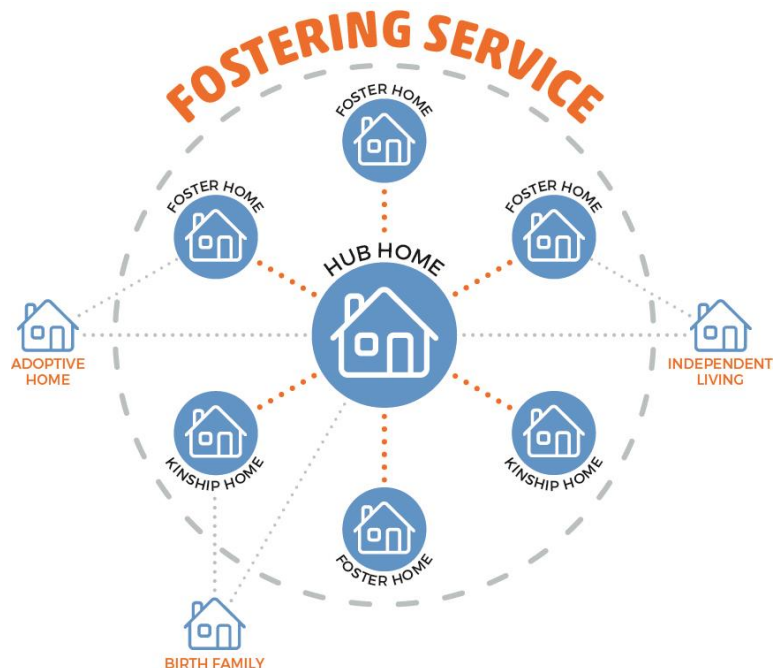 FOSTERING SERVICE
FOSTER HOME
FOSTER HOME
FOSTER HOME
HUB HOME
ADOPTIVE
HOME
INDEPENDENT
LIVING
KINSHIP HOME
KINSHIP HOME
FOSTER HOME
BIRTH FAMILY